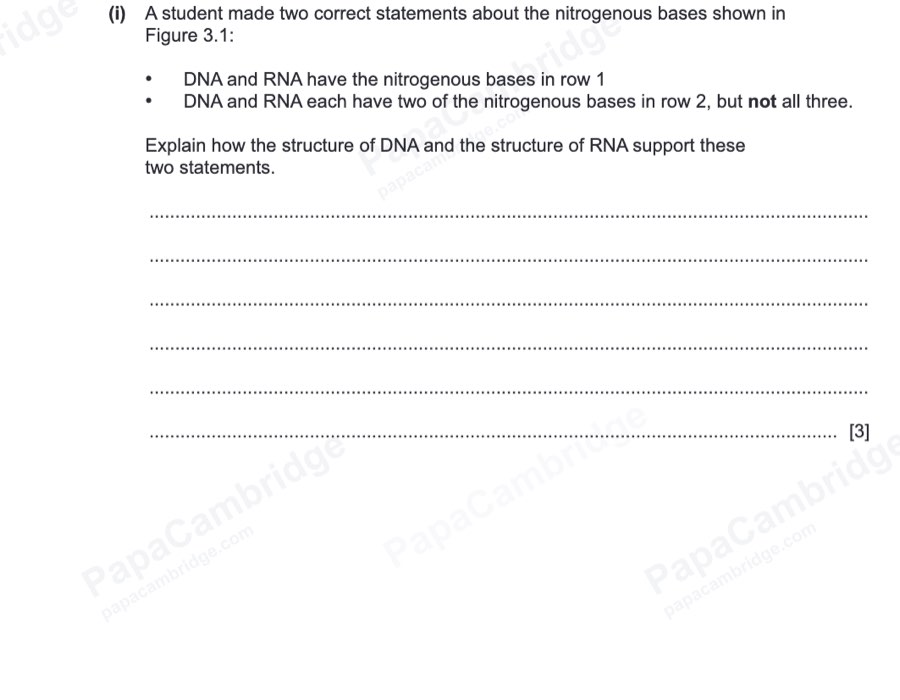 (i) A student made two correct statements about the nitrogenous bases shown in
Figure 3.1:
• DNA and RNA have the nitrogenous bases in row 1
• DNA and RNA each have two of the nitrogenous bases in row 2, but not all three.
Explain how the structure of DNA and the structure of RNA support these
two statements.
[3]
ridge
PapaCambridge
papacambridge.com
PapaCambridge
papacambridge.com
PapaCambridge
PapaCambridge
papacambridge.com